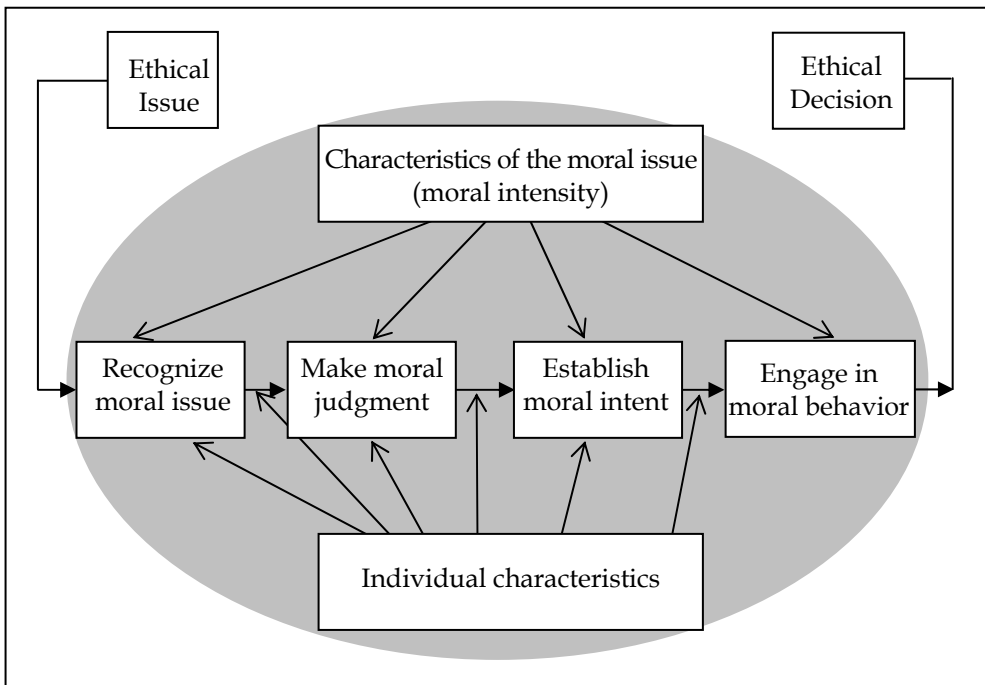 Ethical
Issue
Ethical
Decision
Characteristics of the moral issue
(moral intensity)
Recognize
moral issue
Make moral
judgment
Establish
moral intent
Engage in
moral behavior
Individual characteristics